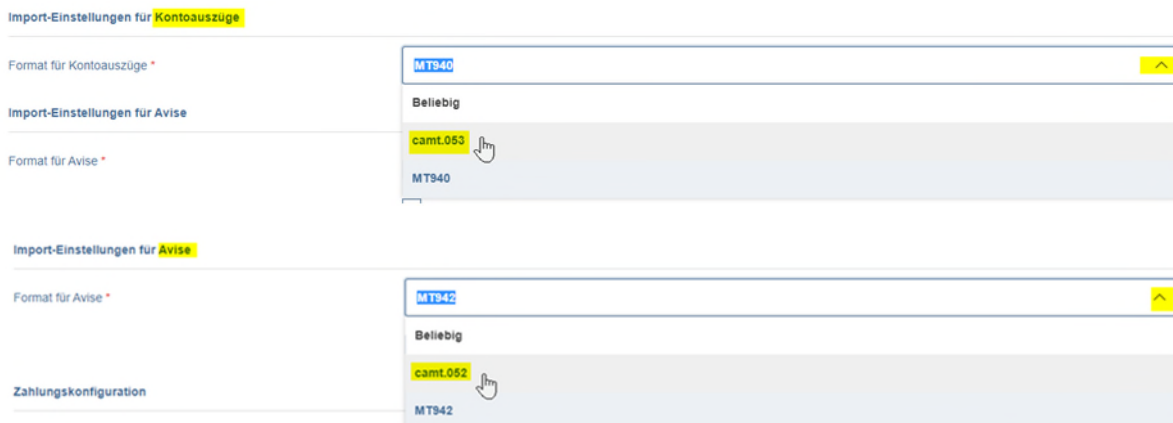 Import-Einstellungen für Kontoauszüge
Format für Kontoauszüge *
MT940
Beliebig
camt.053
MT940
Import-Einstellungen für Avise
Format für Avise *
Import-Einstellungen für Avise
Format für Avise *
MT942
Beliebig
camt.052
MT942
Zahlungskonfiguration